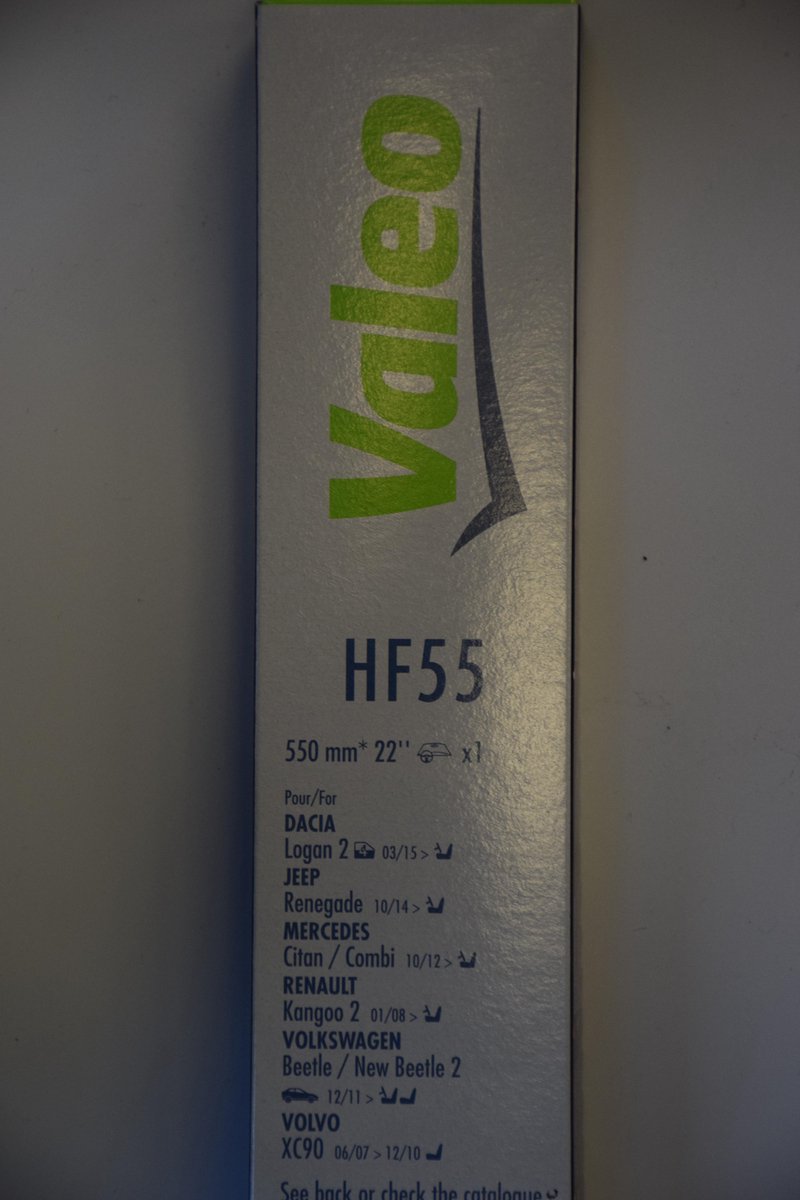 Valeo
HF55
550 mm* 22'' x1
Pour/For
DACIA
Logan 2 03/15 >
JEEP
Renegade 10/14 >
MERCEDES
Citan / Combi 10/12 >
RENAULT
Kangoo 2 01/08 >
VOLKSWAGEN
Beetle / New Beetle 2
12/11 >
VOLVO
XC90 06/07 > 12/10
See back or check the catalogue